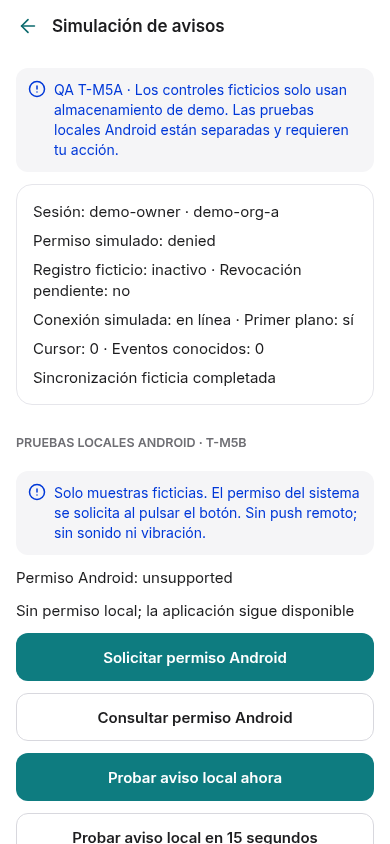 Simulación de avisos
QA T-M5A · Los controles ficticios solo usan
almacenamiento de demo. Las pruebas
locales Android están separadas y requieren
tu acción.
Sesión: demo-owner · demo-org-a
Permiso simulado: denied
Registro ficticio: inactivo · Revocación
pendiente: no
Conexión simulada: en línea · Primer plano: sí
Cursor: 0 · Eventos conocidos: 0
Sincronización ficticia completada
PRUEBAS LOCALES ANDROID · T-M5B
Solo muestras ficticias. El permiso del sistema
se solicita al pulsar el botón. Sin push remoto;
sin sonido ni vibración.
Permiso Android: unsupported
Sin permiso local; la aplicación sigue disponible
Solicitar permiso Android
Consultar permiso Android
Probar aviso local ahora
Probar aviso local en 15 segundos